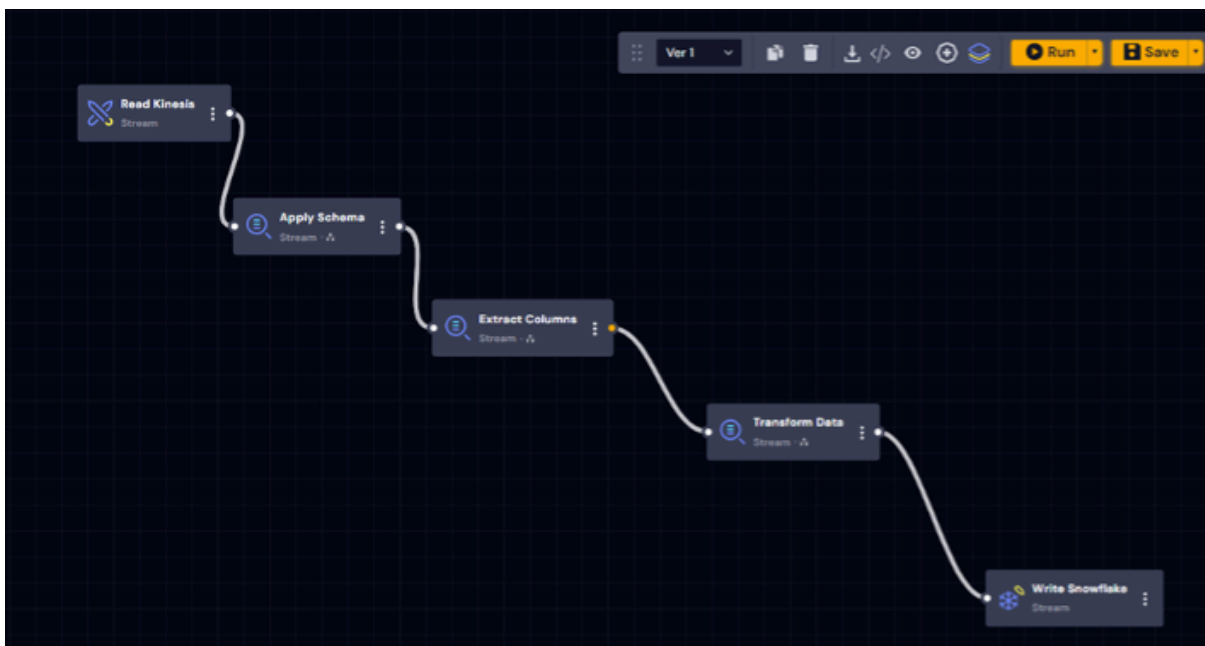 Ver 1
Run
Save
Read Kinesis
Stream
Apply Schema
Stream ·
Extract Columns
Stream ·
Transform Data
Stream ·
Write Snowflake
Stream